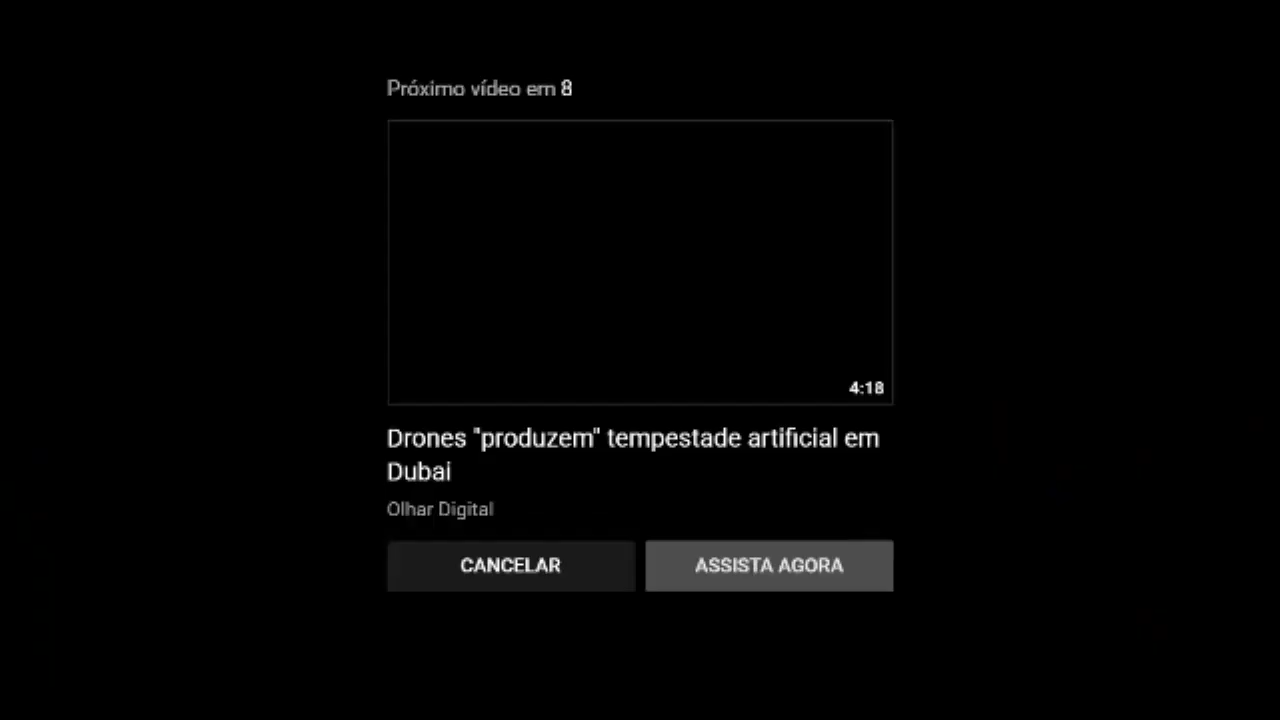 Próximo vídeo em 8
4:18
Drones "produzem" tempestade artificial em
Dubai
Olhar Digital
CANCELAR
ASSISTA AGORA